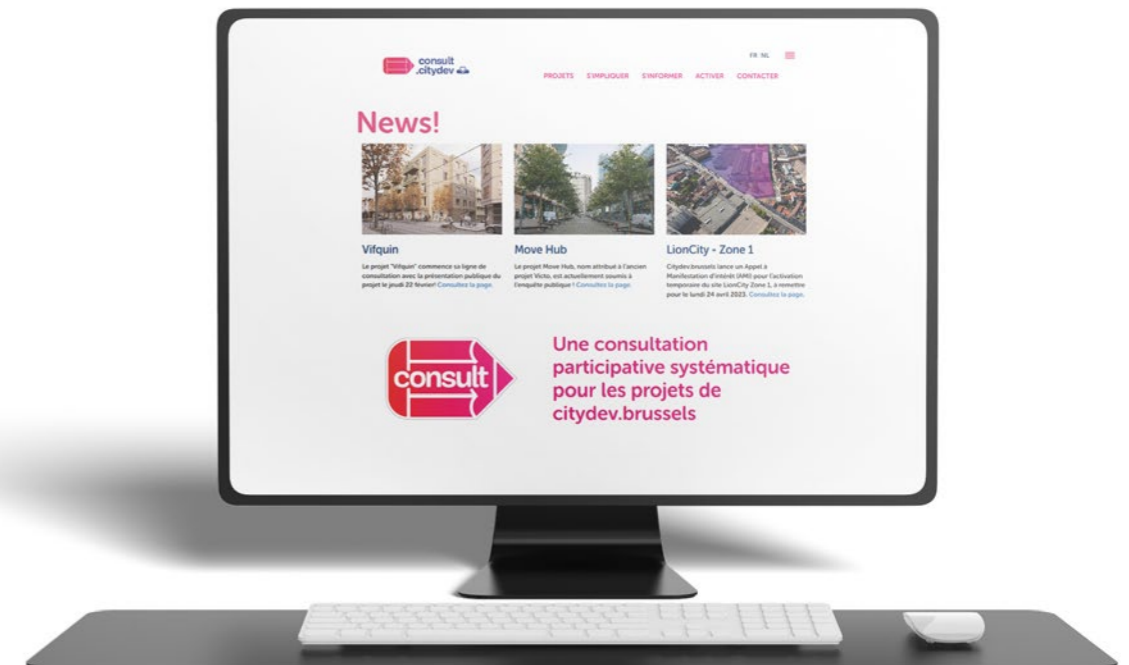 consult
.citydev
FR NL
PROJETS S'IMPLIQUER S'INFORMER ACTIVER CONTACTER
News!
Vifquin
Le projet "Vifquin" commence sa ligne de
consultation avec la présentation publique du
projet le jeudi 22 février! Consultez la page.
Move Hub
Le projet Move Hub, nom attribué à l'ancien
projet Victo, est actuellement soumis à
l'enquête publique ! Consultez la page.
LionCity - Zone 1
Citydev.brussels lance un Appel à
Manifestation d'intérêt (AMI) pour l'activation
temporaire du site LionCity Zone 1, à remettre
pour le lundi 24 avril 2023. Consultez la page.
consult
Une consultation
participative systématique
pour les projets de
citydev.brussels